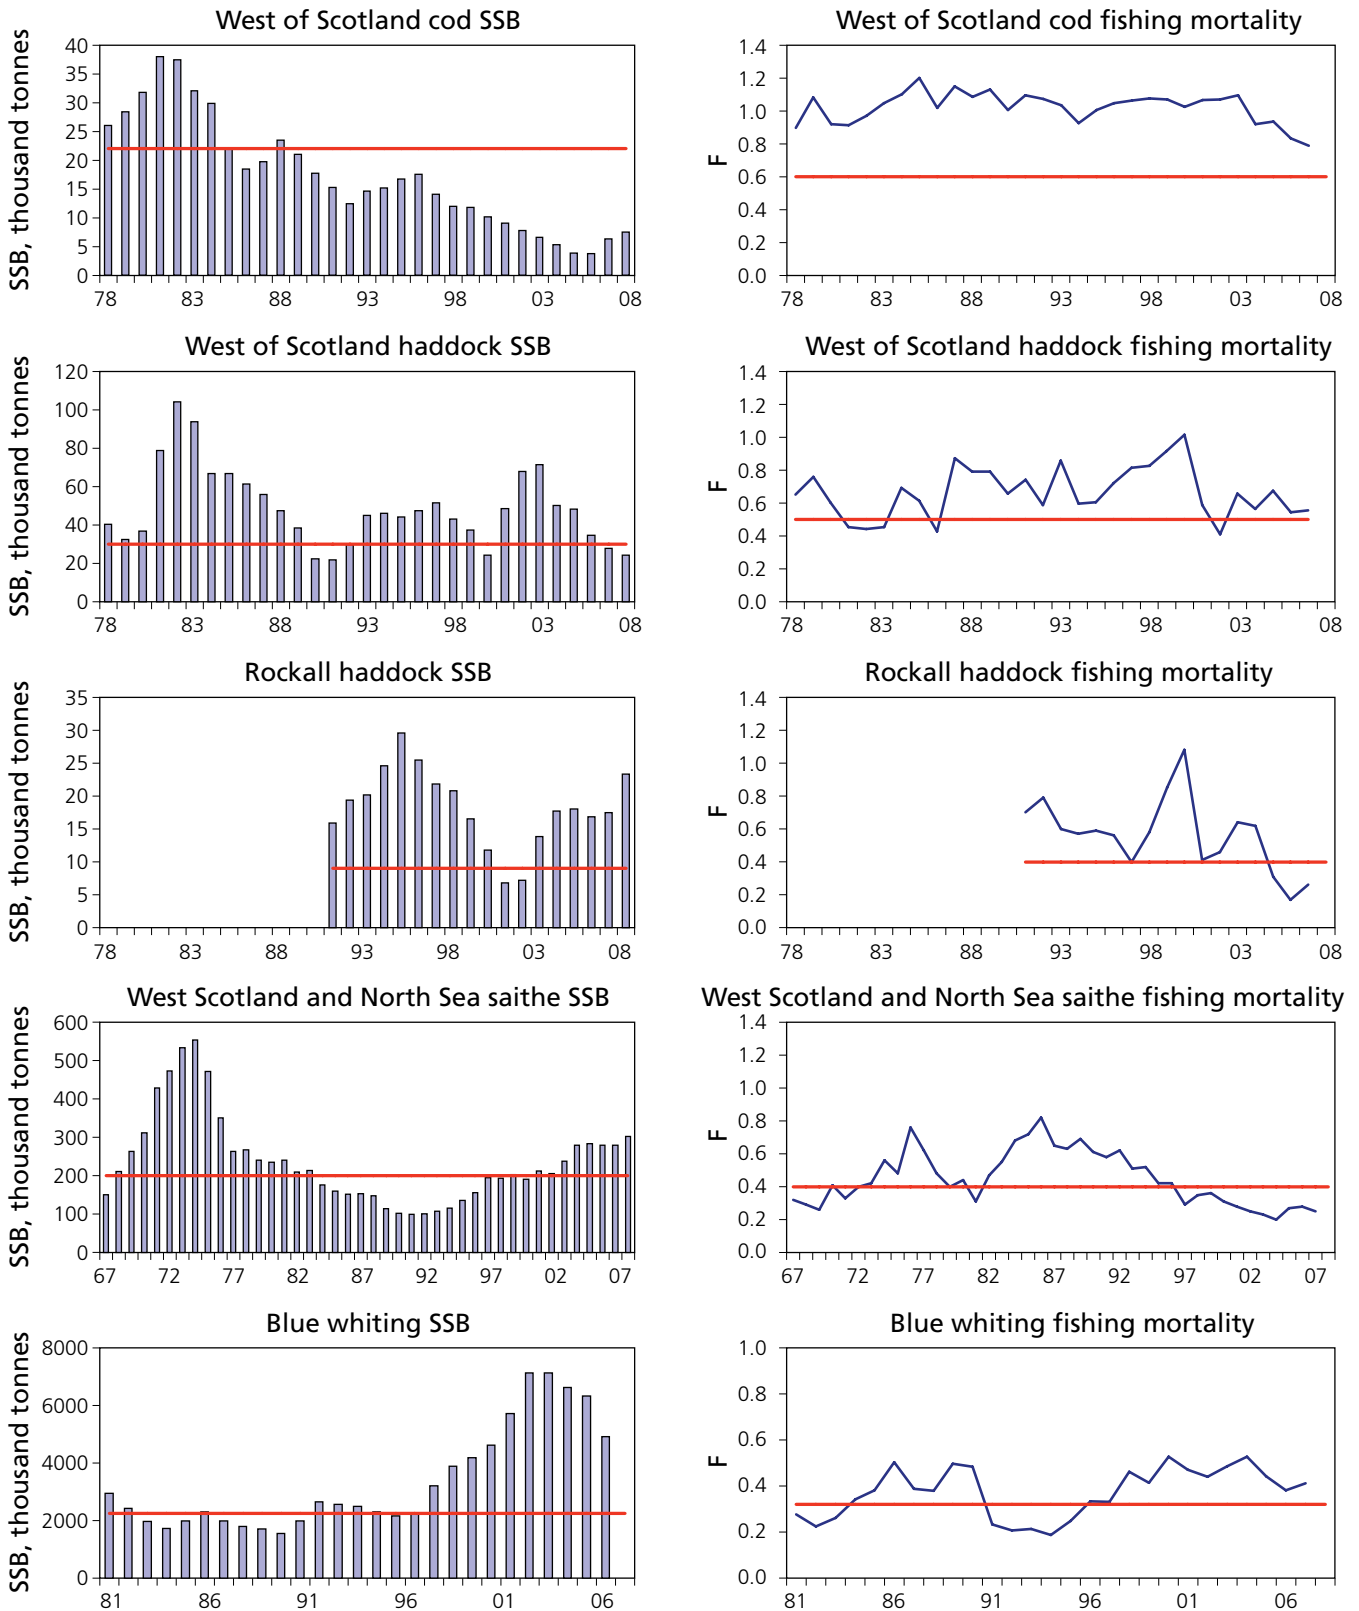 West of Scotland cod SSB
SSB, thousand tonnes
40
35
30
25
20
15
10
5
0
78 83 88 93 98 03 08
West of Scotland cod fishing mortality
F
1.4
1.2
1.0
0.8
0.6
0.4
0.2
0.0
78 83 88 93 98 03 08
West of Scotland haddock SSB
SSB, thousand tonnes
120
100
80
60
40
20
0
78 83 88 93 98 03 08
West of Scotland haddock fishing mortality
F
1.4
1.2
1.0
0.8
0.6
0.4
0.2
0.0
78 83 88 93 98 03 08
Rockall haddock SSB
SSB, thousand tonnes
35
30
25
20
15
10
5
0
78 83 88 93 98 03 08
Rockall haddock fishing mortality
F
1.4
1.2
1.0
0.8
0.6
0.4
0.2
0.0
78 83 88 93 98 03 08
West Scotland and North Sea saithe SSB
SSB, thousand tonnes
600
500
400
300
200
100
0
67 72 77 82 87 92 97 02 07
West Scotland and North Sea saithe fishing mortality
F
1.4
1.2
1.0
0.8
0.6
0.4
0.2
0.0
67 72 77 82 87 92 97 02 07
Blue whiting SSB
SSB, thousand tonnes
8000
6000
4000
2000
0
81 86 91 96 01 06
Blue whiting fishing mortality
F
1.0
0.8
0.6
0.4
0.2
0.0
81 86 91 96 01 06